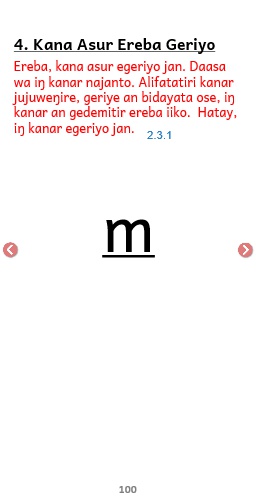 4. Kana Asur Ereba Geriyo
Ereba, kana asur egeriyo jan. Daasa
wa iŋ kanar najanto. Alifatatiri kanar
jujuweŋire, geriye an bidayata ose, iŋ
kanar an gedemitir ereba iiko. Hatay,
iŋ kanar egeriyo jan.
2.3.1
m
100